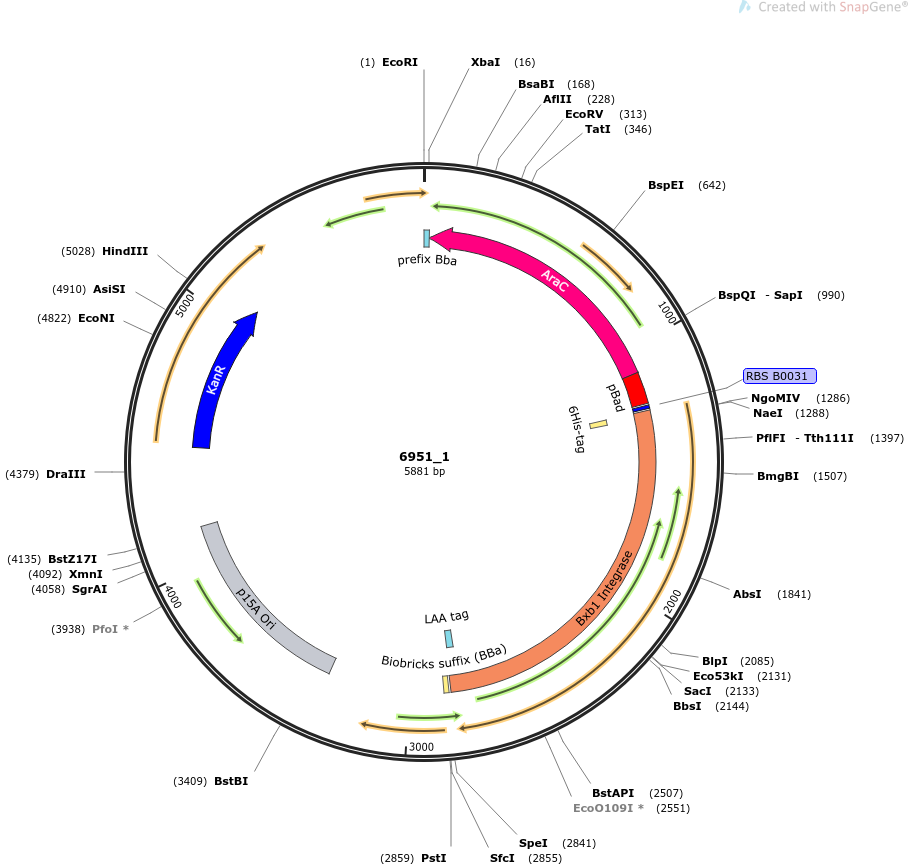 Created with SnapGene®
(1) EcoRI
XbaI (16)
BsaBI (168)
AflII (228)
EcoRV (313)
TatI (346)
BspEI (642)
BspQI - SapI (990)
RBS B0031
NgoMIV (1286)
NaeI (1288)
PflFI - Tth111I (1397)
BmgBI (1507)
AbsI (1841)
BlpI (2085)
Eco53kI (2131)
SacI (2133)
BbsI (2144)
BstAPI (2507)
EcoO109I * (2551)
SpeI (2841)
SfcI (2855)
(2859) PstI
(3409) BstBI
(3938) PfoI *
(4058) SgrAI
(4092) XmnI
(4135) BstZ17I
(4379) DraIII
(4822) EcoNI
(4910) AsiSI
(5028) HindIII
1000
2000
3000
4000
5000
prefix Bba
AraC
pBad
6His-tag
Bxb1 Integrase
LAA tag
Biobricks suffix (BBa)
p15A Ori
KanR
6951_1
5881 bp